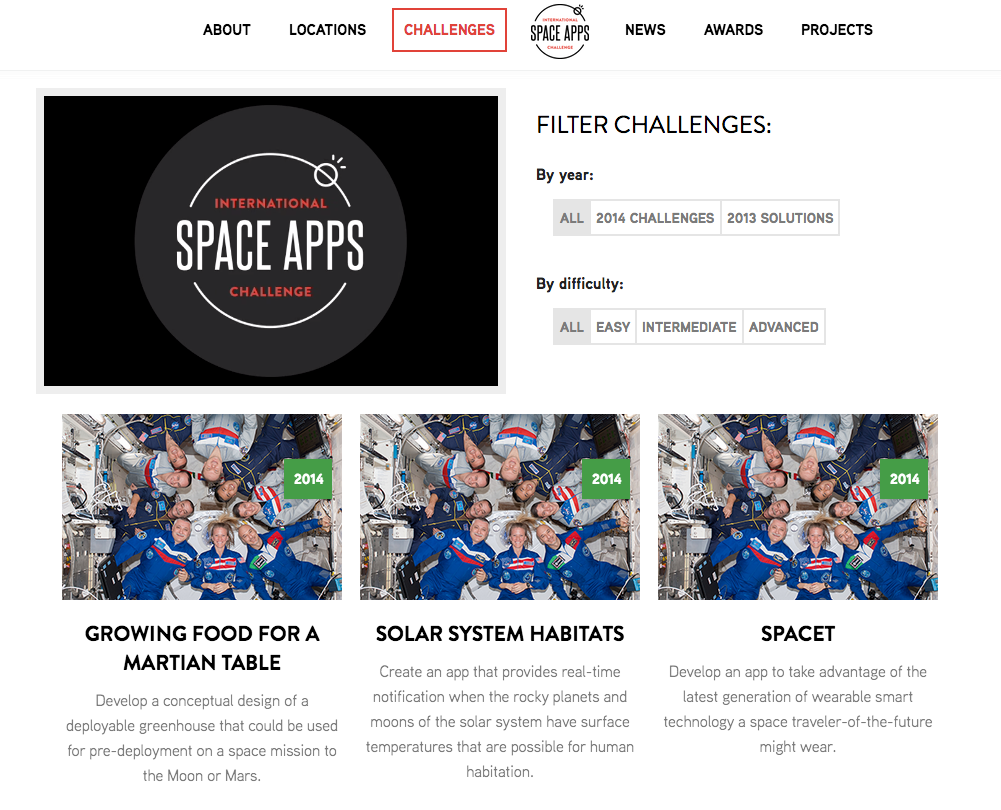 ABOUT LOCATIONS CHALLENGES INTERNATIONAL SPACE APPS CHALLENGE NEWS AWARDS PROJECTS
INTERNATIONAL
SPACE APPS
CHALLENGE
FILTER CHALLENGES:
By year:
ALL 2014 CHALLENGES 2013 SOLUTIONS
By difficulty:
ALL EASY INTERMEDIATE ADVANCED
2014 2014 2014
GROWING FOOD FOR A
MARTIAN TABLE
Develop a conceptual design of a
deployable greenhouse that could be used
for pre-deployment on a space mission to
the Moon or Mars.
SOLAR SYSTEM HABITATS
Create an app that provides real-time
notification when the rocky planets and
moons of the solar system have surface
temperatures that are possible for human
habitation.
SPACET
Develop an app to take advantage of the
latest generation of wearable smart
technology a space traveler-of-the-future
might wear.